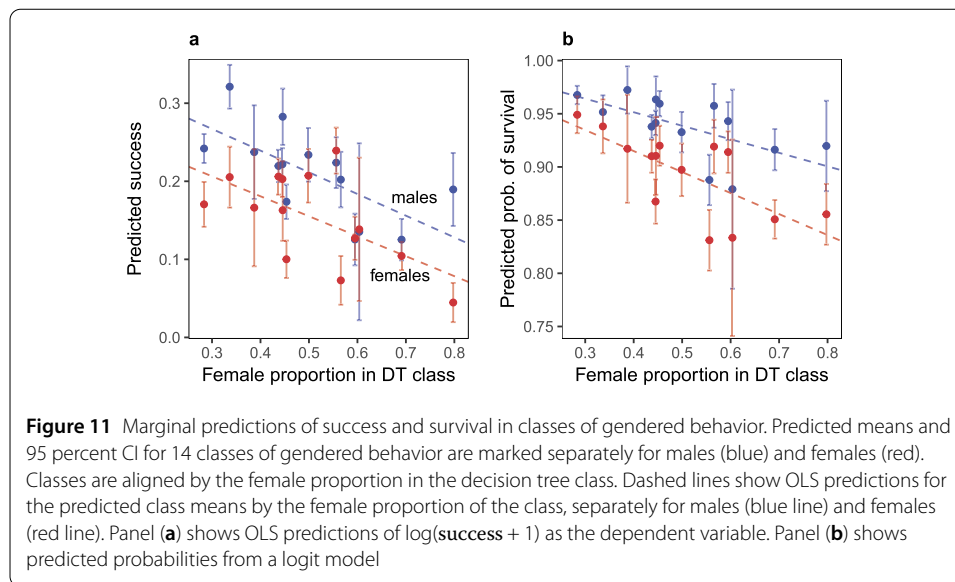 a
b
Predicted success
0.3
0.2
0.1
0.0
males
females
0.3 0.4 0.5 0.6 0.7 0.8
Female proportion in DT class
Predicted prob. of survival
1.00
0.95
0.90
0.85
0.80
0.75
0.3 0.4 0.5 0.6 0.7 0.8
Female proportion in DT class
Figure 11 Marginal predictions of success and survival in classes of gendered behavior. Predicted means and
95 percent CI for 14 classes of gendered behavior are marked separately for males (blue) and females (red).
Classes are aligned by the female proportion in the decision tree class. Dashed lines show OLS predictions for
the predicted class means by the female proportion of the class, separately for males (blue line) and females
(red line). Panel (a) shows OLS predictions of log(success + 1) as the dependent variable. Panel (b) shows
predicted probabilities from a logit model